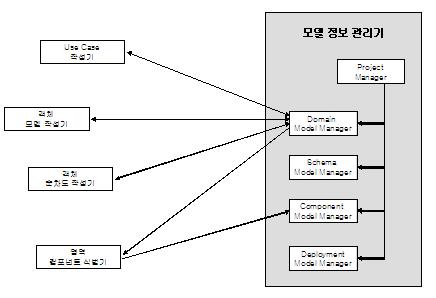 모델 정보 관리기
Use Case
작성기
Project
Manager
객체
모델 작성기
Domain
Model Manager
Schema
Model Manager
객체
순차도 작성기
Component
Model Manager
영역
컴포넌트 식별기
Deployment
Model Manager